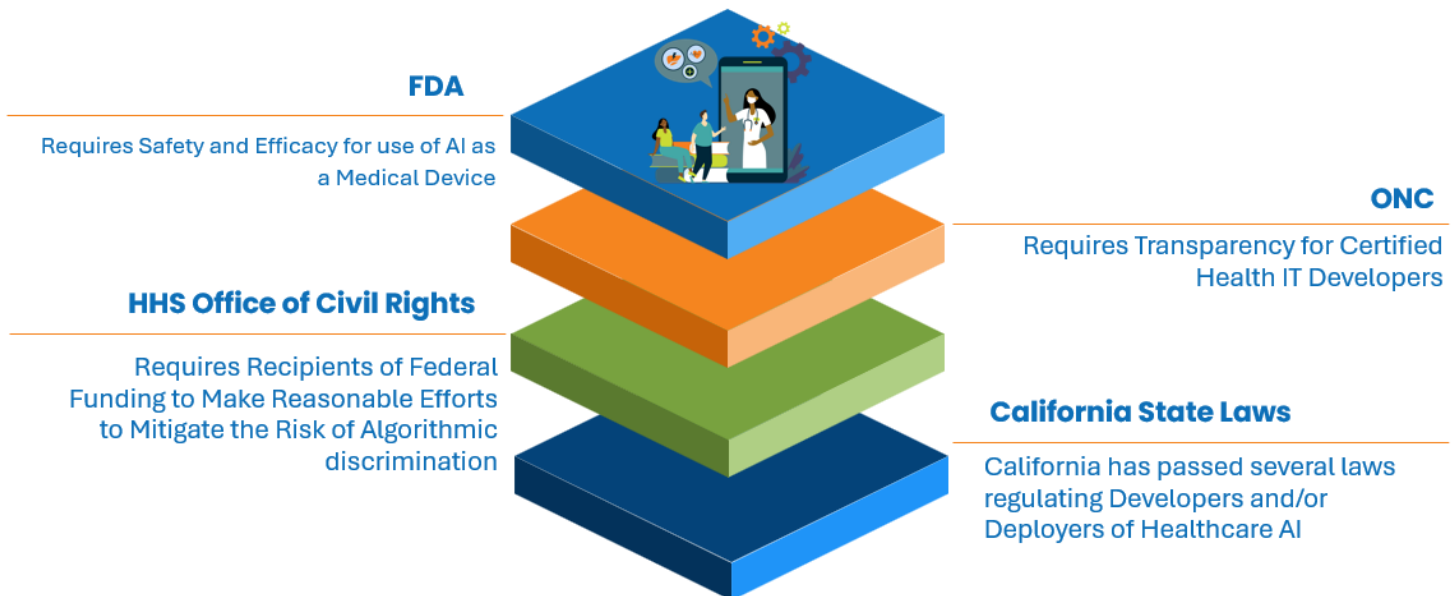 FDA
Requires Safety and Efficacy for use of AI as
a Medical Device
ONC
Requires Transparency for Certified
Health IT Developers
HHS Office of Civil Rights
Requires Recipients of Federal
Funding to Make Reasonable Efforts
to Mitigate the Risk of Algorithmic
discrimination
California State Laws
California has passed several laws
regulating Developers and/or
Deployers of Healthcare AI